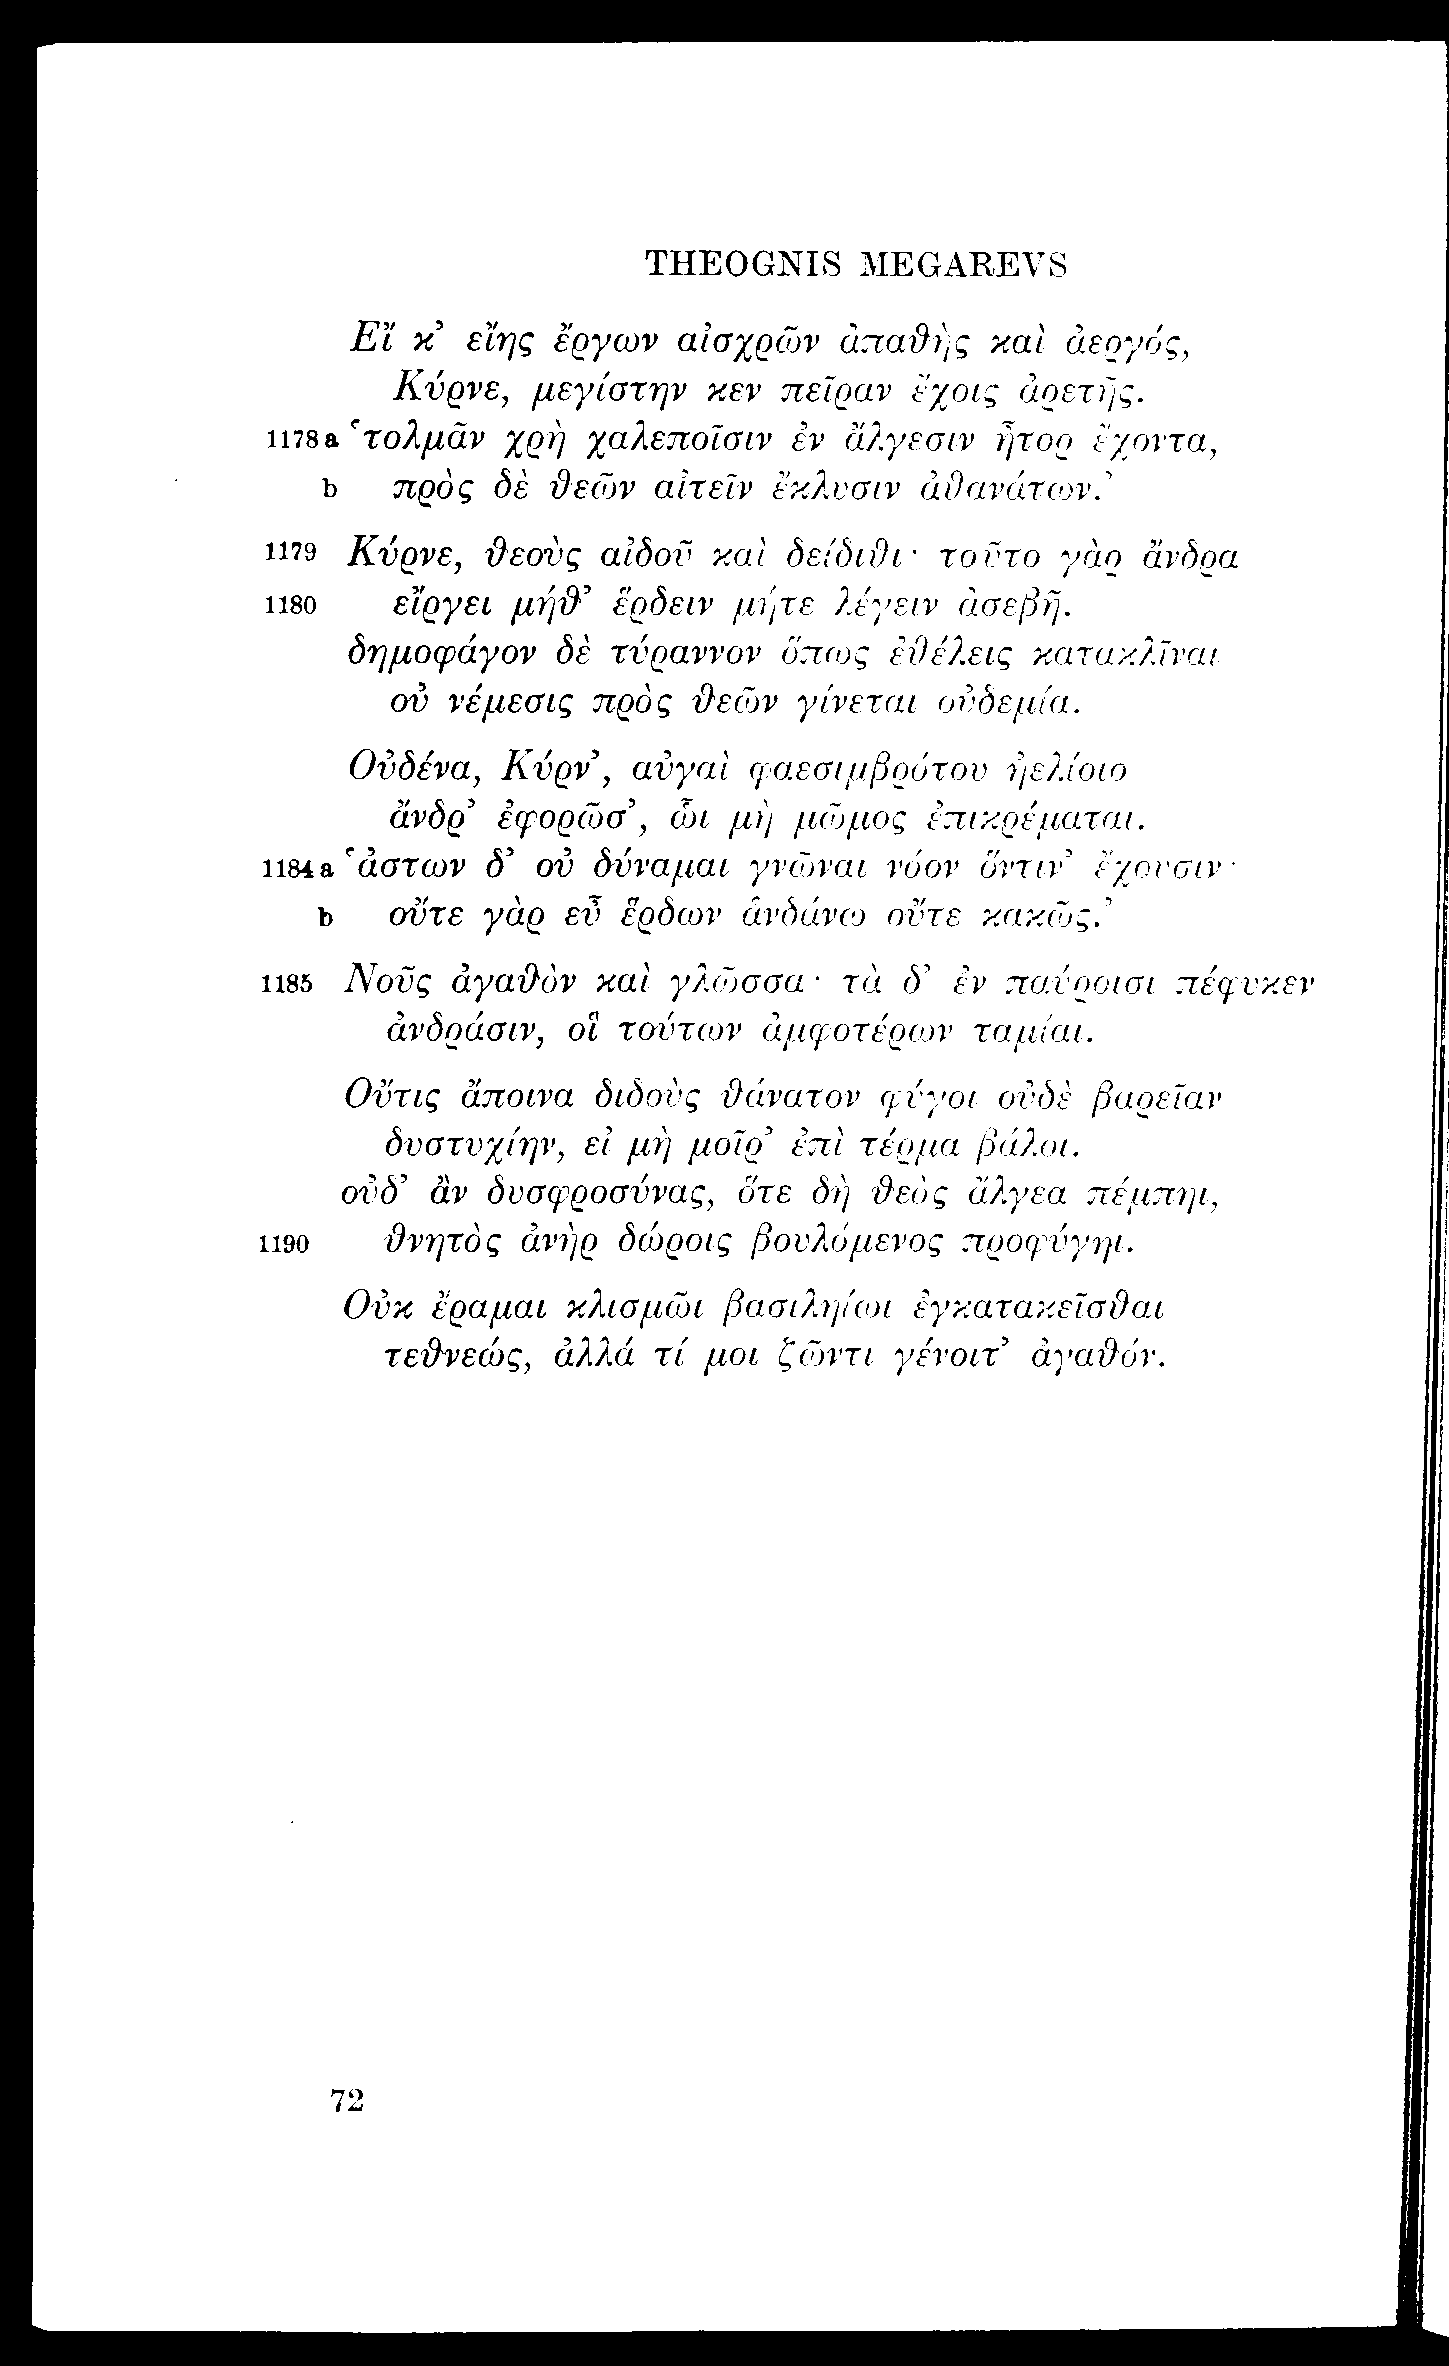 THEOGNIS MEGAREVS
Εἴ κ’ εἴης ἔργων αἰσχρῶν ἀπαθὴς καὶ ἀεργός,
Κύρνε, μεγίστην κεν πεῖραν ἔχοις ἀρετῆς.
1178a ‘τολμᾶν χρὴ χαλεποῖσιν ἐν ἄλγεσιν ἦτορ ἔχοντα,
b πρὸς δὲ θεῶν αἰτεῖν ἔκλυσιν ἀθανάτων.’
1179 Κύρνε, θεοὺς αἰδοῦ καὶ δείδιθι· τοῦτο γὰρ ἄνδρα
1180 εἴργει μήθ’ ἔρδειν μήτε λέγειν ἀσεβῆ.
δημοφάγον δὲ τύραννον ὅπως ἐθέλεις κατακλῖναι
οὐ νέμεσις πρὸς θεῶν γίνεται οὐδεμία.
Οὐδένα, Κύρν’, αὐγαὶ φαεσιμβρότου ἠελίοιο
ἄνδρ’ ἐφορῶσ’, ὧι μὴ μῶμος ἐπικρέμαται.
1184a ‘ἀστων δ’ οὐ δύναμαι γνῶναι νόον ὅντιν’ ἔχουσιν·
b οὔτε γὰρ εὖ ἔρδων ἁνδάνω οὔτε κακῶς.’
1185 Νοῦς ἀγαθὸν καὶ γλῶσσα· τὰ δ’ ἐν παύροισι πέφυκεν
ἀνδράσιν, οἳ τούτων ἀμφοτέρων ταμίαι.
Οὔτις ἄποινα διδοὺς θάνατον φύγοι οὐδὲ βαρεῖαν
δυστυχίην, εἰ μὴ μοῖρ’ ἐπὶ τέρμα βάλοι.
οὐδ’ ἂν δυσφροσύνας, ὅτε δὴ θεὸς ἄλγεα πέμπηι,
1190 θνητὸς ἀνὴρ δώροις βουλόμενος προφύγηι.
Οὐκ ἔραμαι κλισμῶι βασιληίωι ἐγκατακεῖσθαι
τεθνεώς, ἀλλά τί μοι ζῶντι γένοιτ’ ἀγαθόν.
72